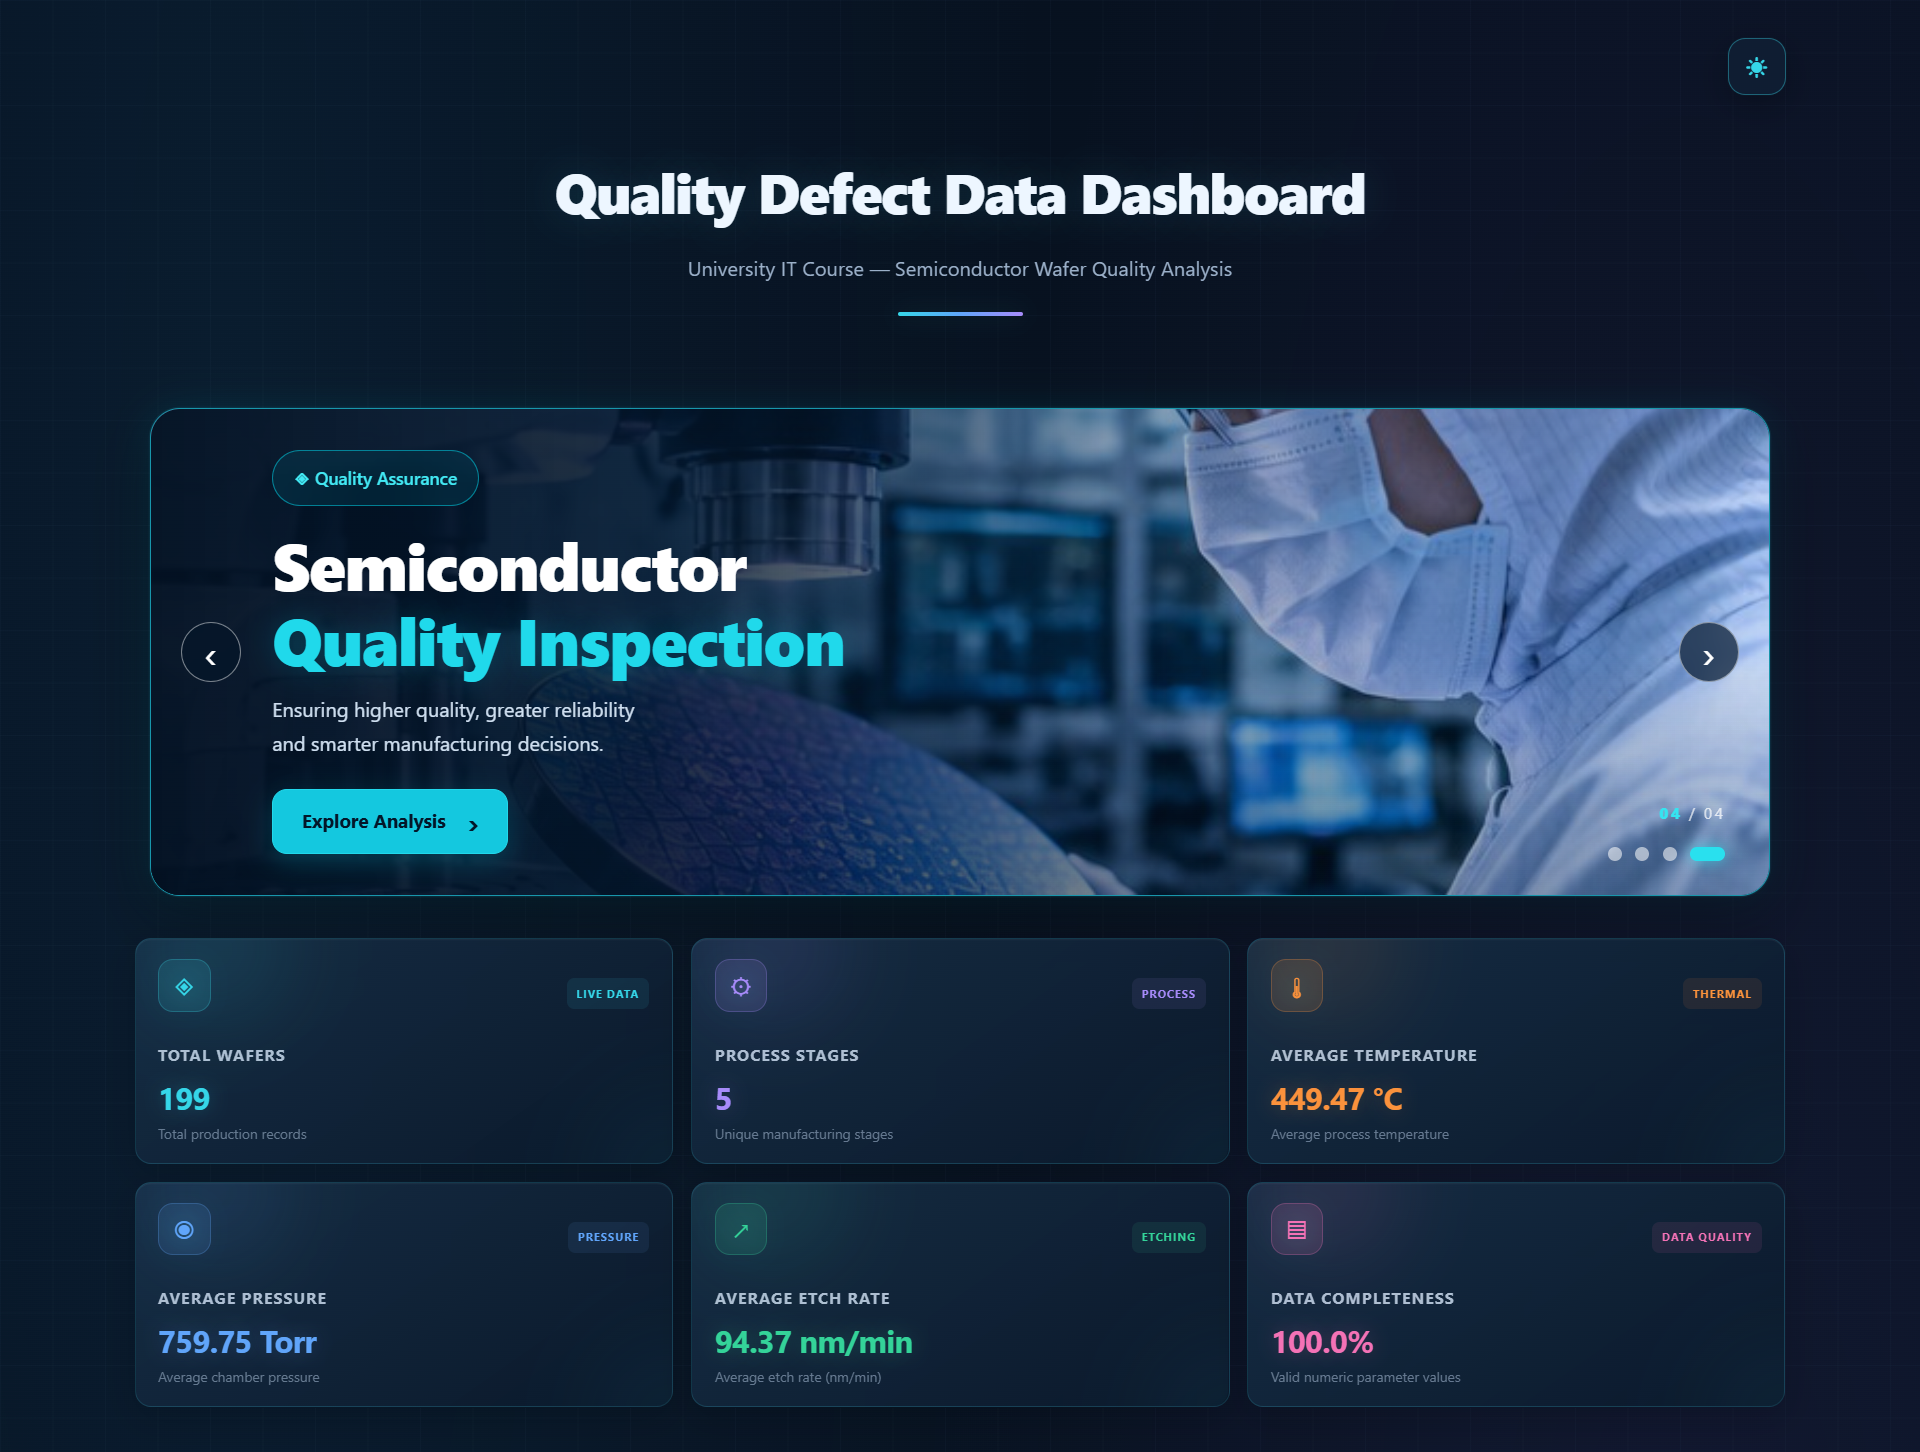 Quality Defect Data Dashboard
University IT Course — Semiconductor Wafer Quality Analysis
Quality Assurance
Semiconductor
Quality Inspection
Ensuring higher quality, greater reliability
and smarter manufacturing decisions.
Explore Analysis
04 / 04
LIVE DATA
TOTAL WAFERS
199
Total production records
PROCESS
PROCESS STAGES
5
Unique manufacturing stages
THERMAL
AVERAGE TEMPERATURE
449.47 °C
Average process temperature
PRESSURE
AVERAGE PRESSURE
759.75 Torr
Average chamber pressure
ETCHING
AVERAGE ETCH RATE
94.37 nm/min
Average etch rate (nm/min)
DATA QUALITY
DATA COMPLETENESS
100.0%
Valid numeric parameter values